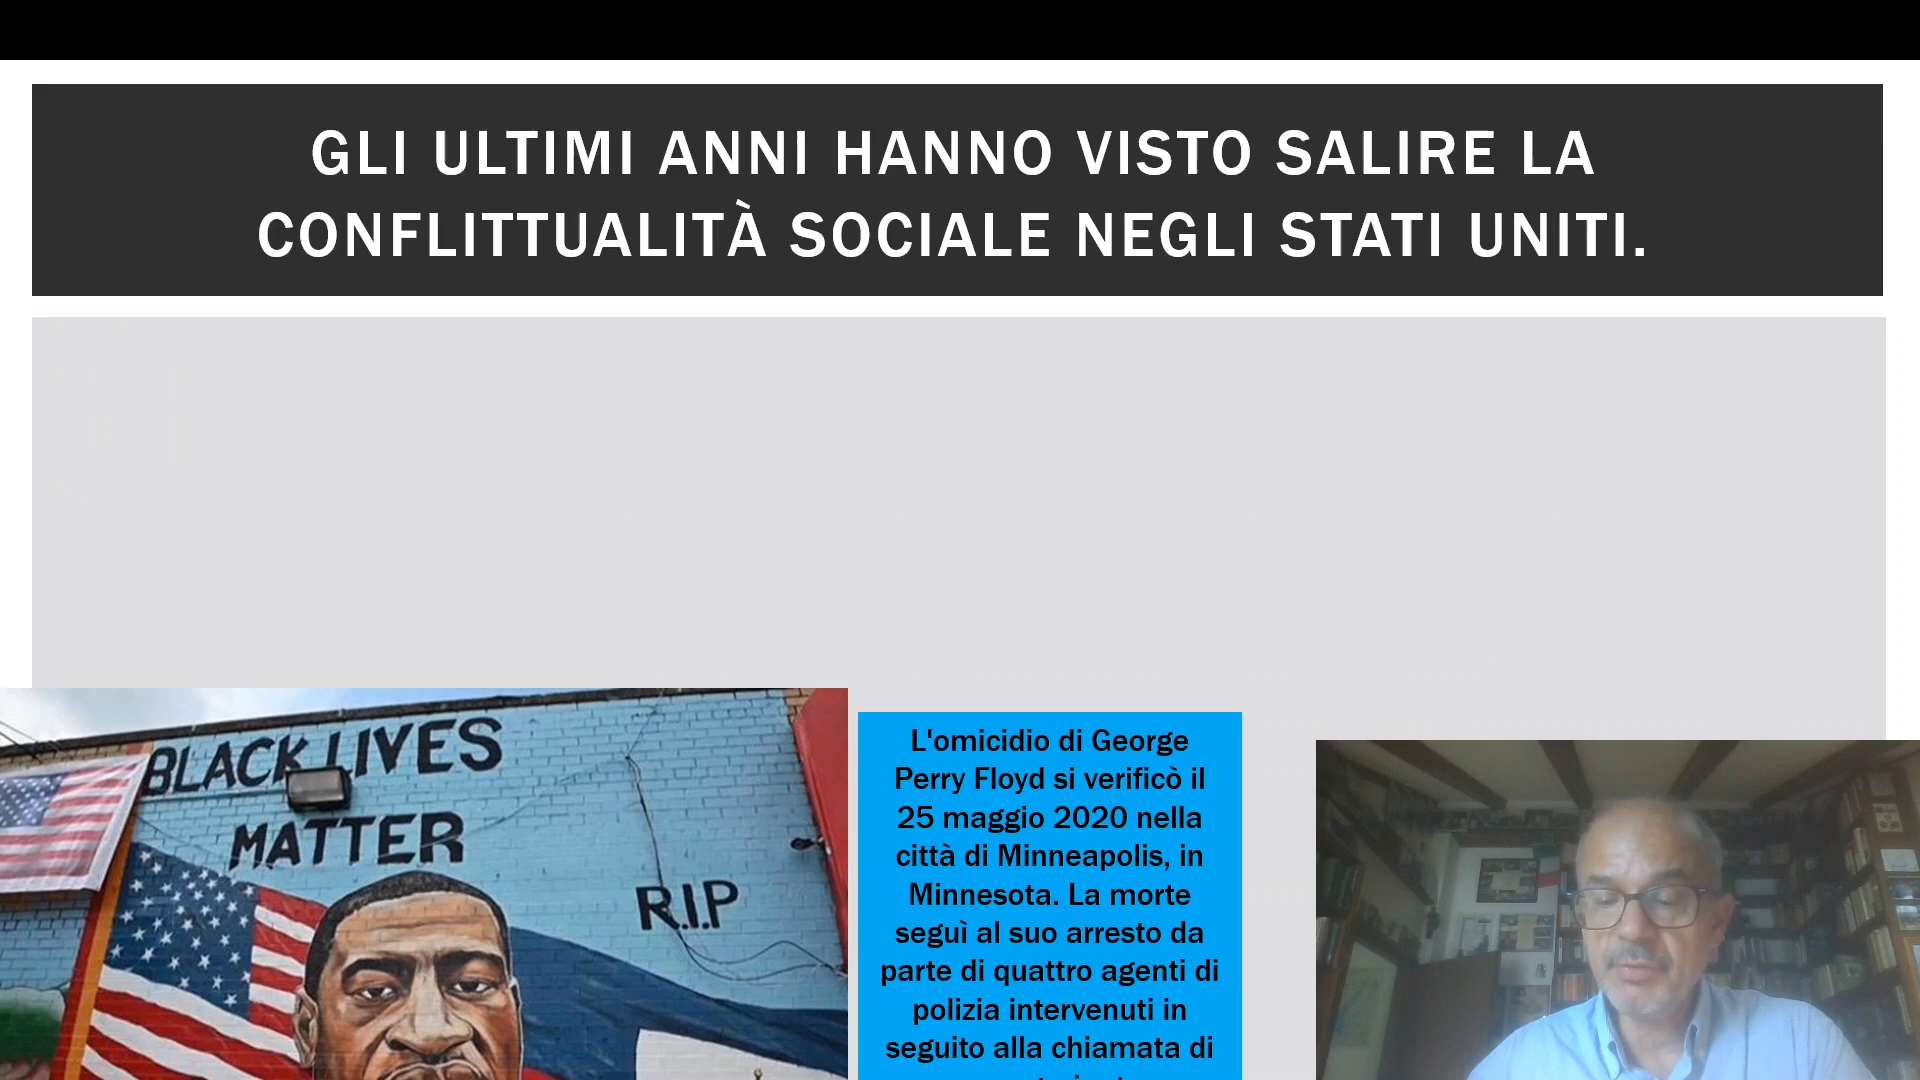 GLI ULTIMI ANNI HANNO VISTO SALIRE LA
CONFLITTUALITÀ SOCIALE NEGLI STATI UNITI.
BLACK LIVES
MATTER
R.I.P
L'omicidio di George
Perry Floyd si verificò il
25 maggio 2020 nella
città di Minneapolis, in
Minnesota. La morte
seguì al suo arresto da
parte di quattro agenti di
polizia intervenuti in
seguito alla chiamata di